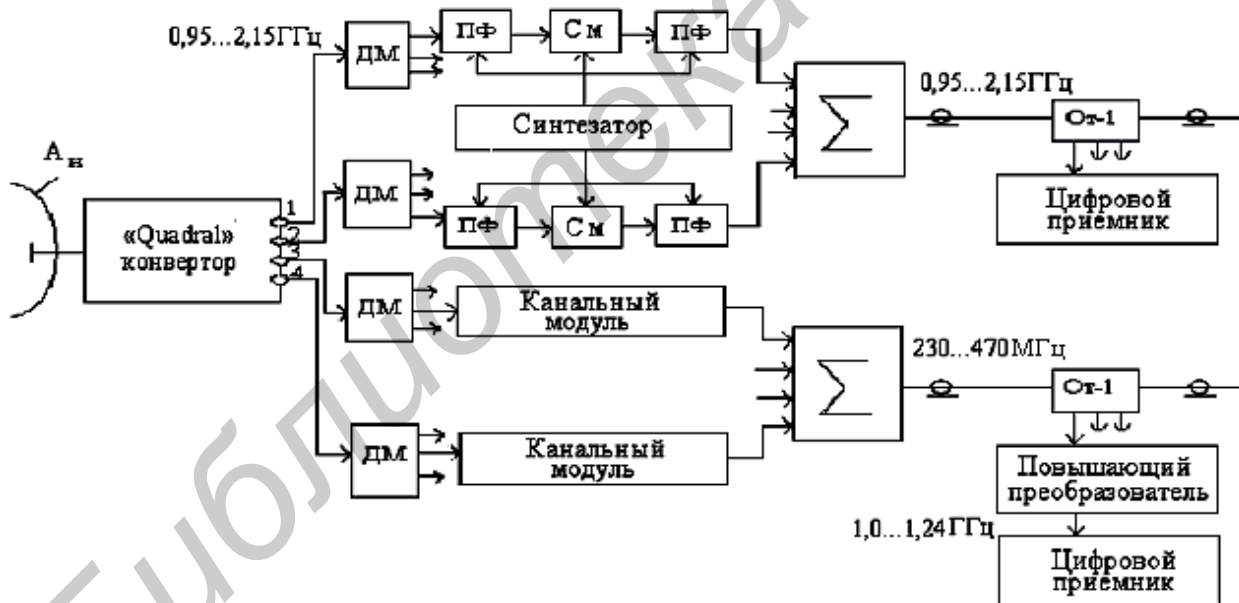 0,95...2,15ГГц
ДМ
ПФ
См
ПФ
Синтезатор
Σ
0,95...2,15ГГц
От-1
Цифровой
приемник
Aн
«Quadral»
конвертор
1
2
3
4
ДМ
ПФ
См
ПФ
ДМ
Канальный
модуль
Σ
230...470МГц
От-1
ДМ
Канальный
модуль
Повышающий
преобразователь
1,0...1,24ГГц
Цифровой
приемник
Библиотека